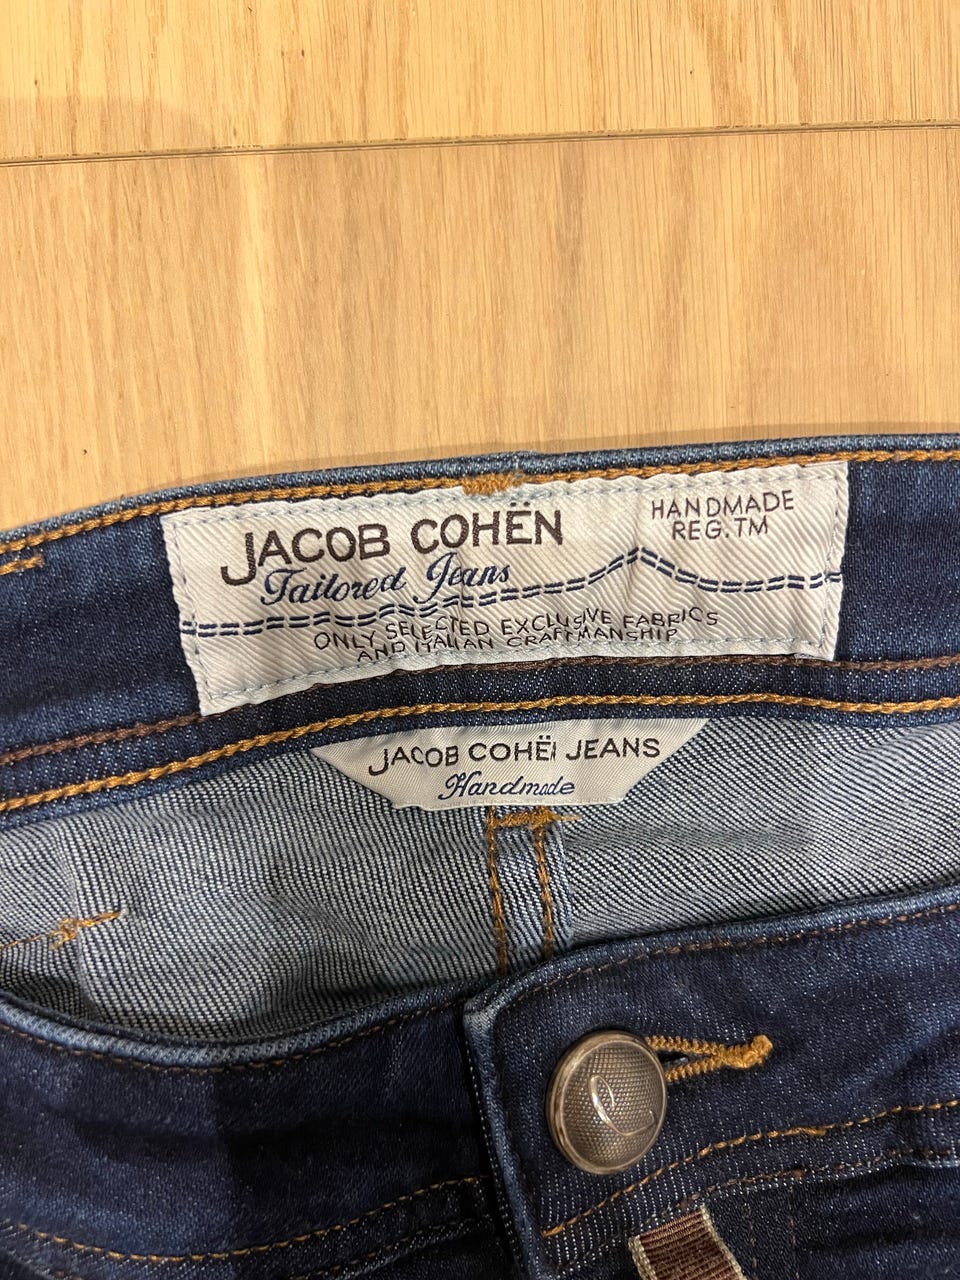 JACOB COHËN
Tailored Jeans
HANDMADE
REG.TM
ONLY SELECTED EXCLUSIVE FABRICS
AND ITALIAN CRAFTMANSHIP
JACOB COHËN JEANS
Handmade